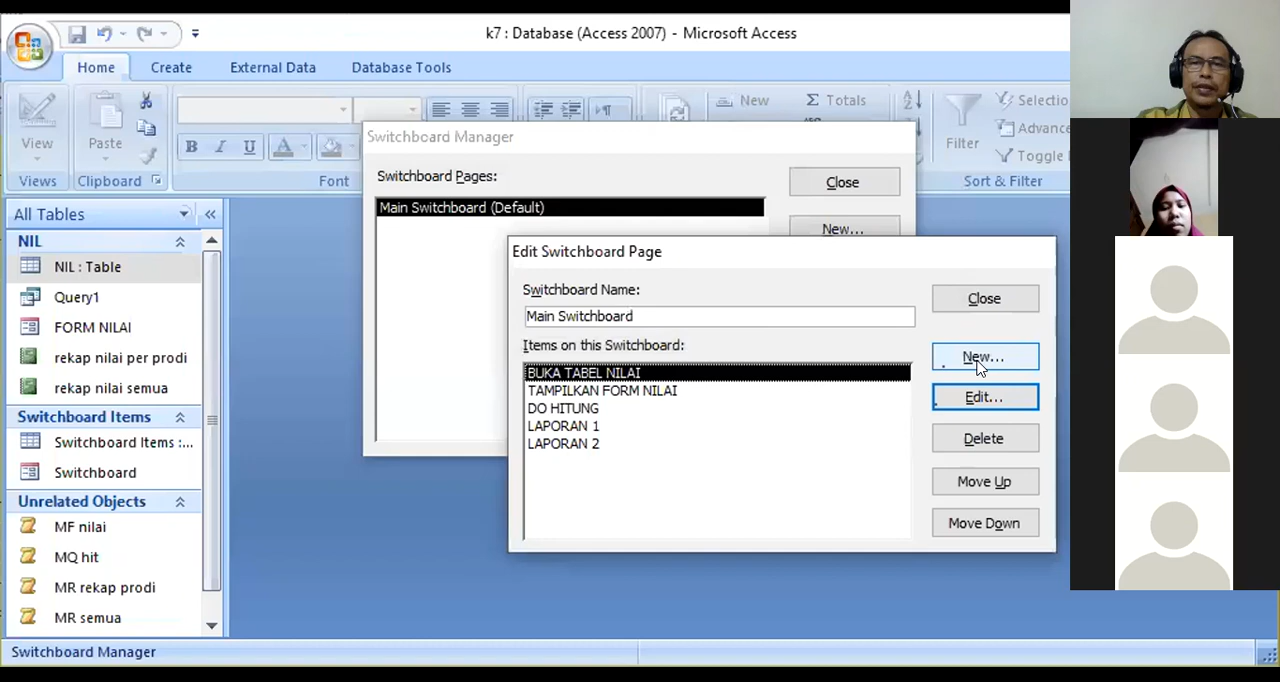 k7 : Database (Access 2007) - Microsoft Access
Home
Create
External Data
Database Tools
View
Views
Paste
Clipboard
B I U A
Font
New
Σ Totals
Filter
Selectio
Advance
Toggle
Sort & Filter
Switchboard Manager
Switchboard Pages:
Main Switchboard (Default)
Close
New...
Edit Switchboard Page
Switchboard Name:
Main Switchboard
Items on this Switchboard:
BUKA TABEL NILAI
TAMPILKAN FORM NILAI
DO HITUNG
LAPORAN 1
LAPORAN 2
Close
New...
Edit...
Delete
Move Up
Move Down
All Tables
NIL
NIL : Table
Query1
FORM NILAI
rekap nilai per prodi
rekap nilai semua
Switchboard Items
Switchboard Items :...
Switchboard
Unrelated Objects
MF nilai
MQ hit
MR rekap prodi
MR semua
Switchboard Manager